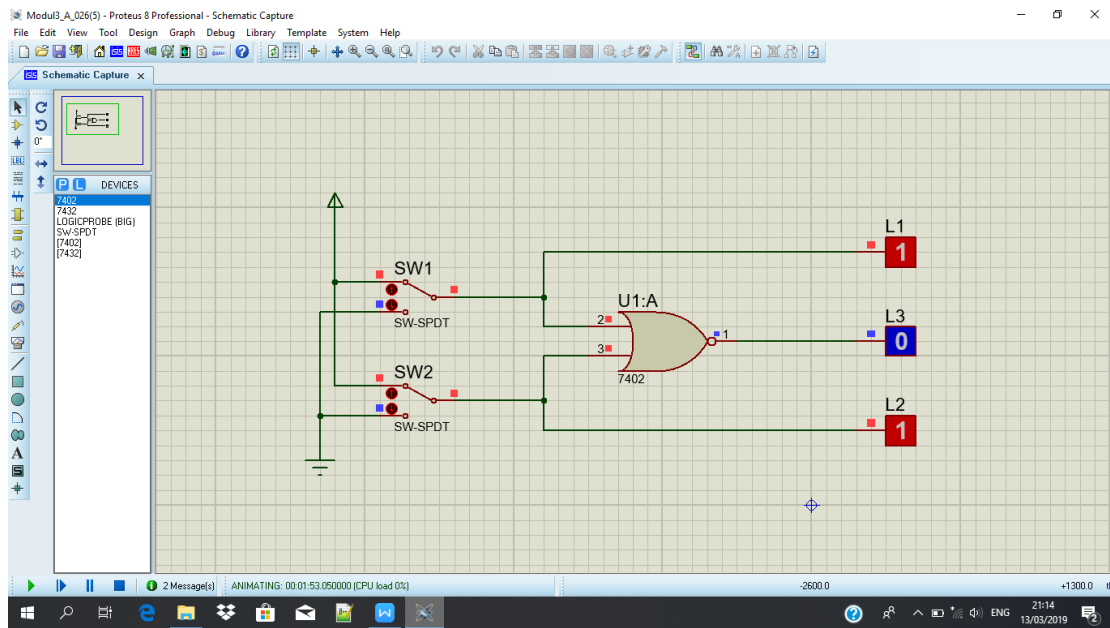 Modul3_A_026(5) - Proteus 8 Professional - Schematic Capture
File Edit View Tool Design Graph Debug Library Template System Help
Schematic Capture
0°
P L DEVICES
7402
7432
LOGICPROBE (BIG)
SW-SPDT
[7402]
[7432]
LBL
A
S
SW1
SW-SPDT
SW2
SW-SPDT
U1:A
2
3
1
7402
L1
1
L3
0
L2
1
2 Message(s)
ANIMATING: 00:01:53.050000 (CPU load 0%)
-2600.0
+1300.0
ENG
21:14
13/03/2019
2